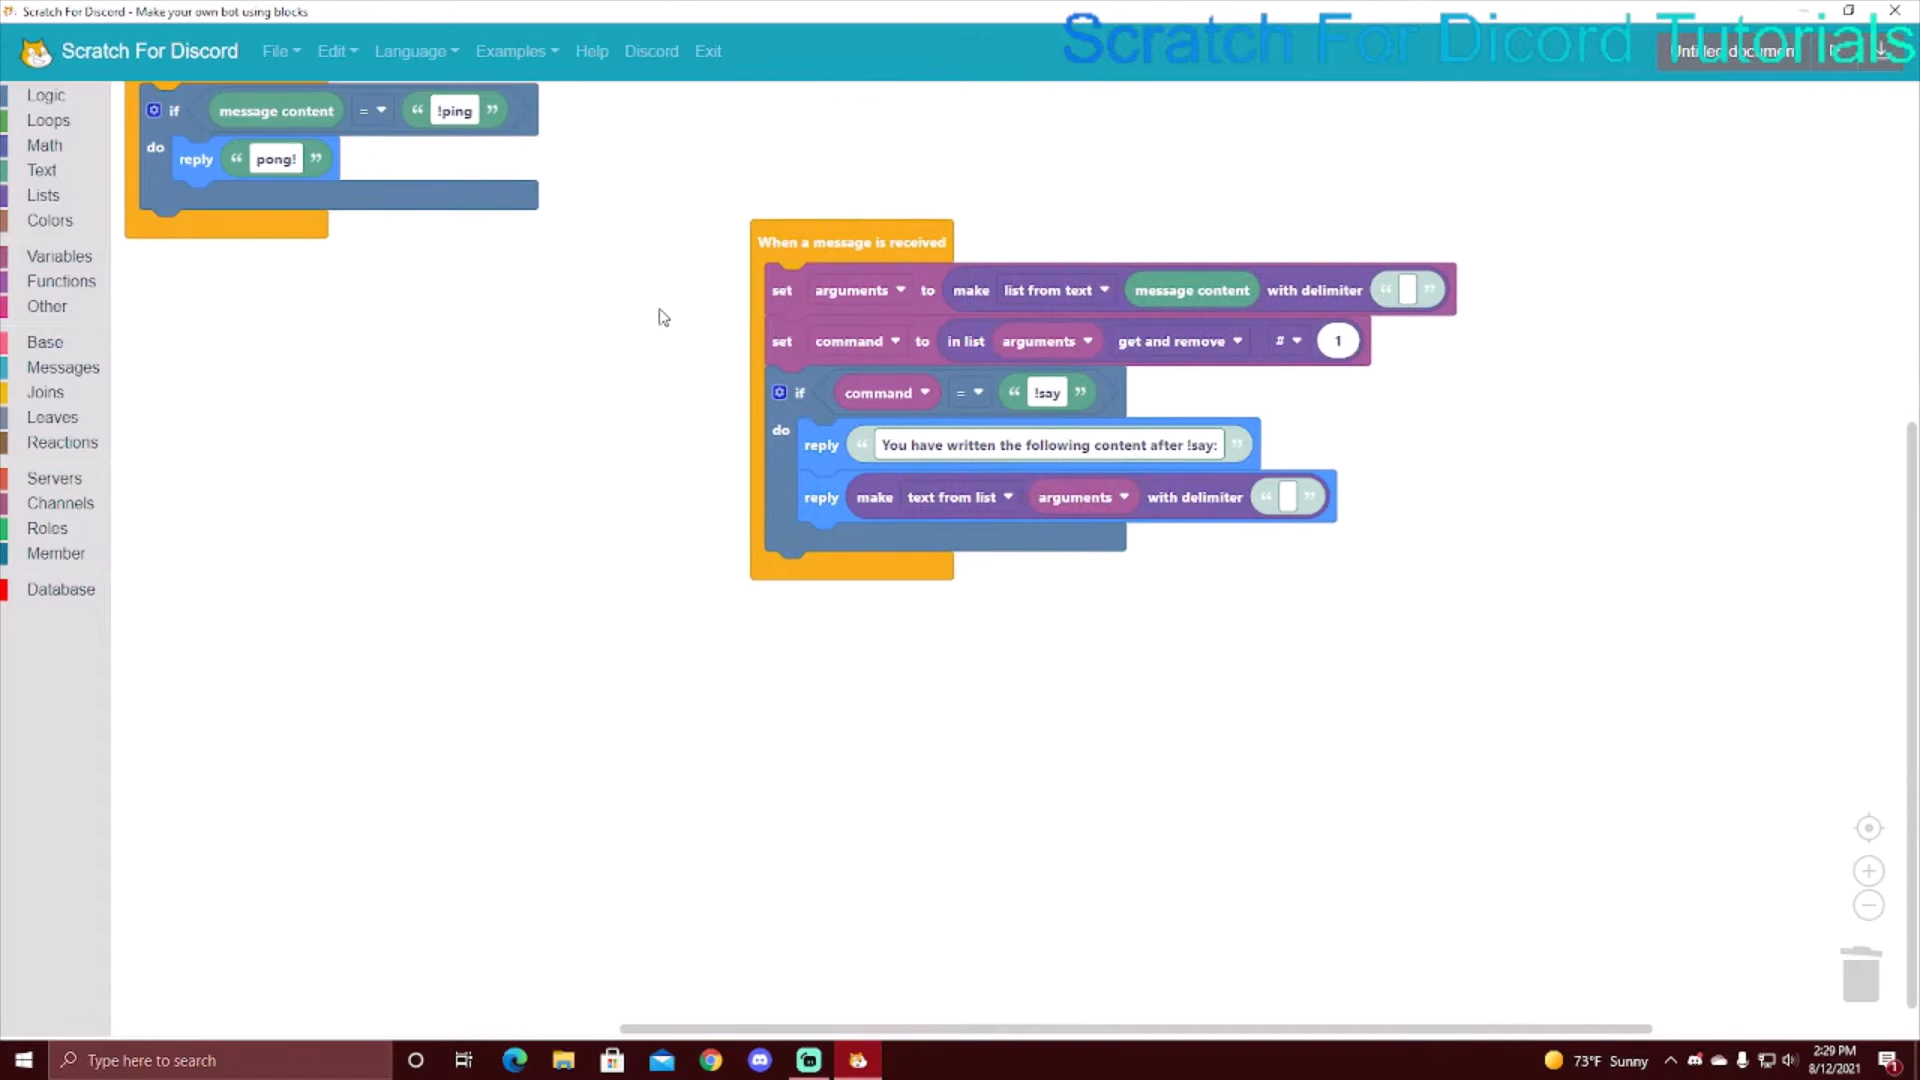 Scratch For Discord - Make your own bot using blocks
Scratch For Discord File Edit Language Examples Help Discord Exit
Scratch For Dicord Tutorials
Untitled document
Logic
Loops
Math
Text
Lists
Colors
Variables
Functions
Other
Base
Messages
Joins
Leaves
Reactions
Servers
Channels
Roles
Member
Database
if message content = “ !ping ”
do reply “ pong! ”
When a message is received
set arguments to make list from text message content with delimiter “ ”
set command to in list arguments get and remove # 1
if command = “ !say ”
do reply “ You have written the following content after !say: ”
reply make text from list arguments with delimiter “ ”
Type here to search
73°F Sunny
2:29 PM
8/12/2021
1